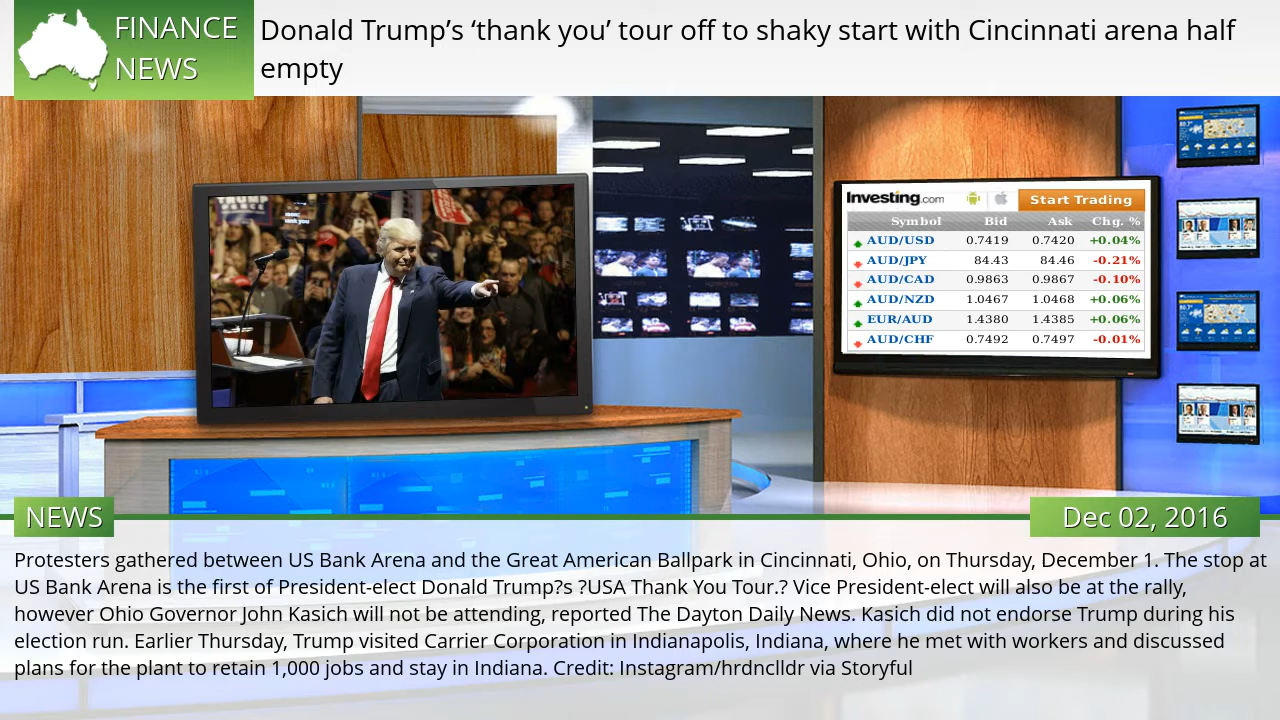 FINANCE
NEWS
Donald Trump’s ‘thank you’ tour off to shaky start with Cincinnati arena half
empty
Investing.com Start Trading
Symbol Bid Ask Chg. %
AUD/USD 0.7419 0.7420 +0.04%
AUD/JPY 84.43 84.46 -0.21%
AUD/CAD 0.9863 0.9867 -0.10%
AUD/NZD 1.0467 1.0468 +0.06%
EUR/AUD 1.4380 1.4385 +0.06%
AUD/CHF 0.7492 0.7497 -0.01%
NEWS
Dec 02, 2016
Protesters gathered between US Bank Arena and the Great American Ballpark in Cincinnati, Ohio, on Thursday, December 1. The stop at
US Bank Arena is the first of President-elect Donald Trump?s ?USA Thank You Tour.? Vice President-elect will also be at the rally,
however Ohio Governor John Kasich will not be attending, reported The Dayton Daily News. Kasich did not endorse Trump during his
election run. Earlier Thursday, Trump visited Carrier Corporation in Indianapolis, Indiana, where he met with workers and discussed
plans for the plant to retain 1,000 jobs and stay in Indiana. Credit: Instagram/hrdnclldr via Storyful